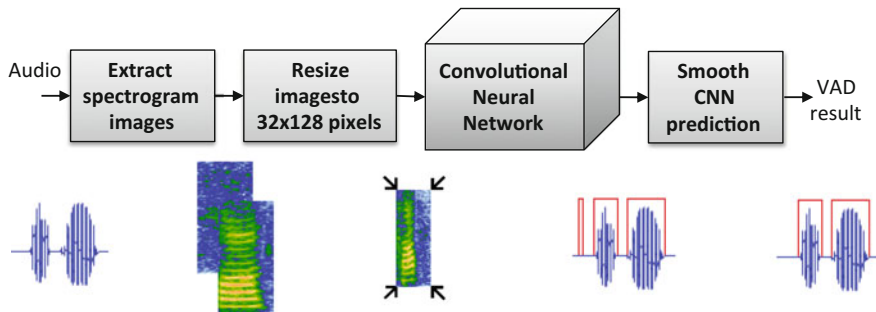 Audio
Extract
spectrogram
images
Resize
imagesto
32x128 pixels
Convolutional
Neural
Network
Smooth
CNN
prediction
VAD
result